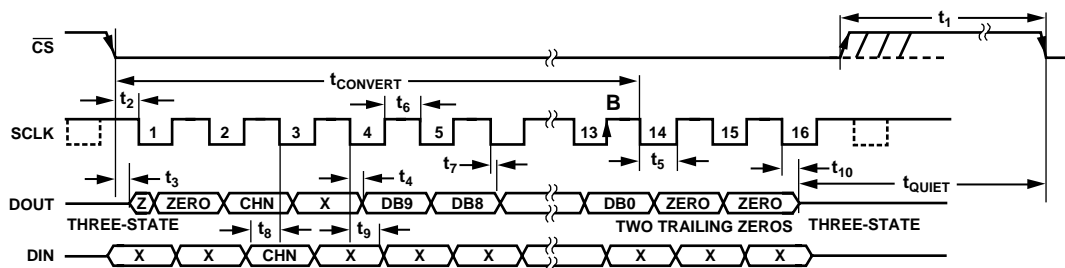 t1
CS
tCONVERT
t2 t6 B
SCLK 1 2 3 4 5 13 14 15 16
t3 t4 t7 t5 t10
tQUIET
DOUT Z ZERO CHN X DB9 DB8 DB0 ZERO ZERO
THREE-STATE TWO TRAILING ZEROS THREE-STATE
t8 t9
DIN X X CHN X X X X X X